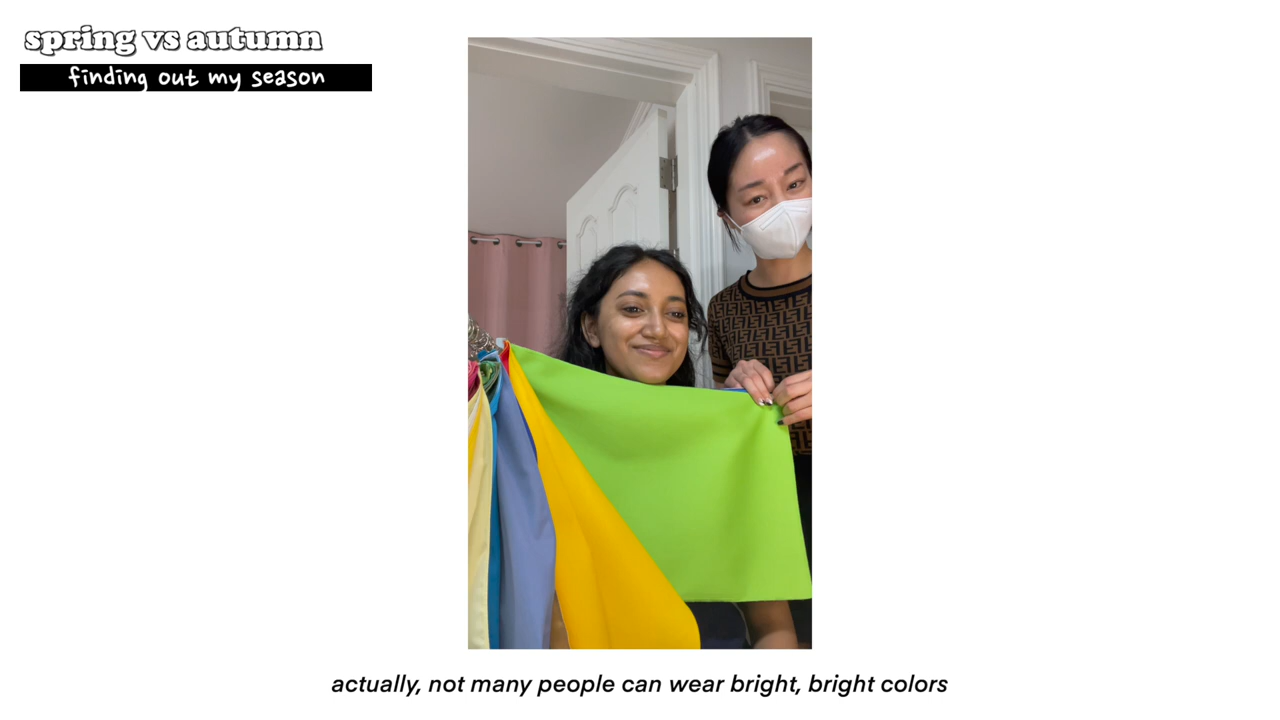 spring vs autumn
finding out my season
actually, not many people can wear bright, bright colors